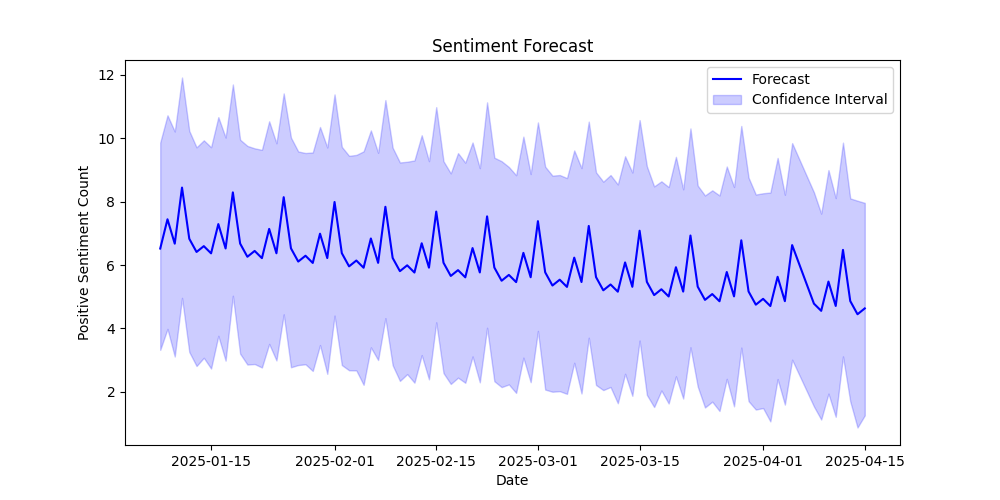 Sentiment Forecast
Forecast
Confidence Interval
Positive Sentiment Count
12
10
8
6
4
2
2025-01-15 2025-02-01 2025-02-15 2025-03-01 2025-03-15 2025-04-01 2025-04-15
Date